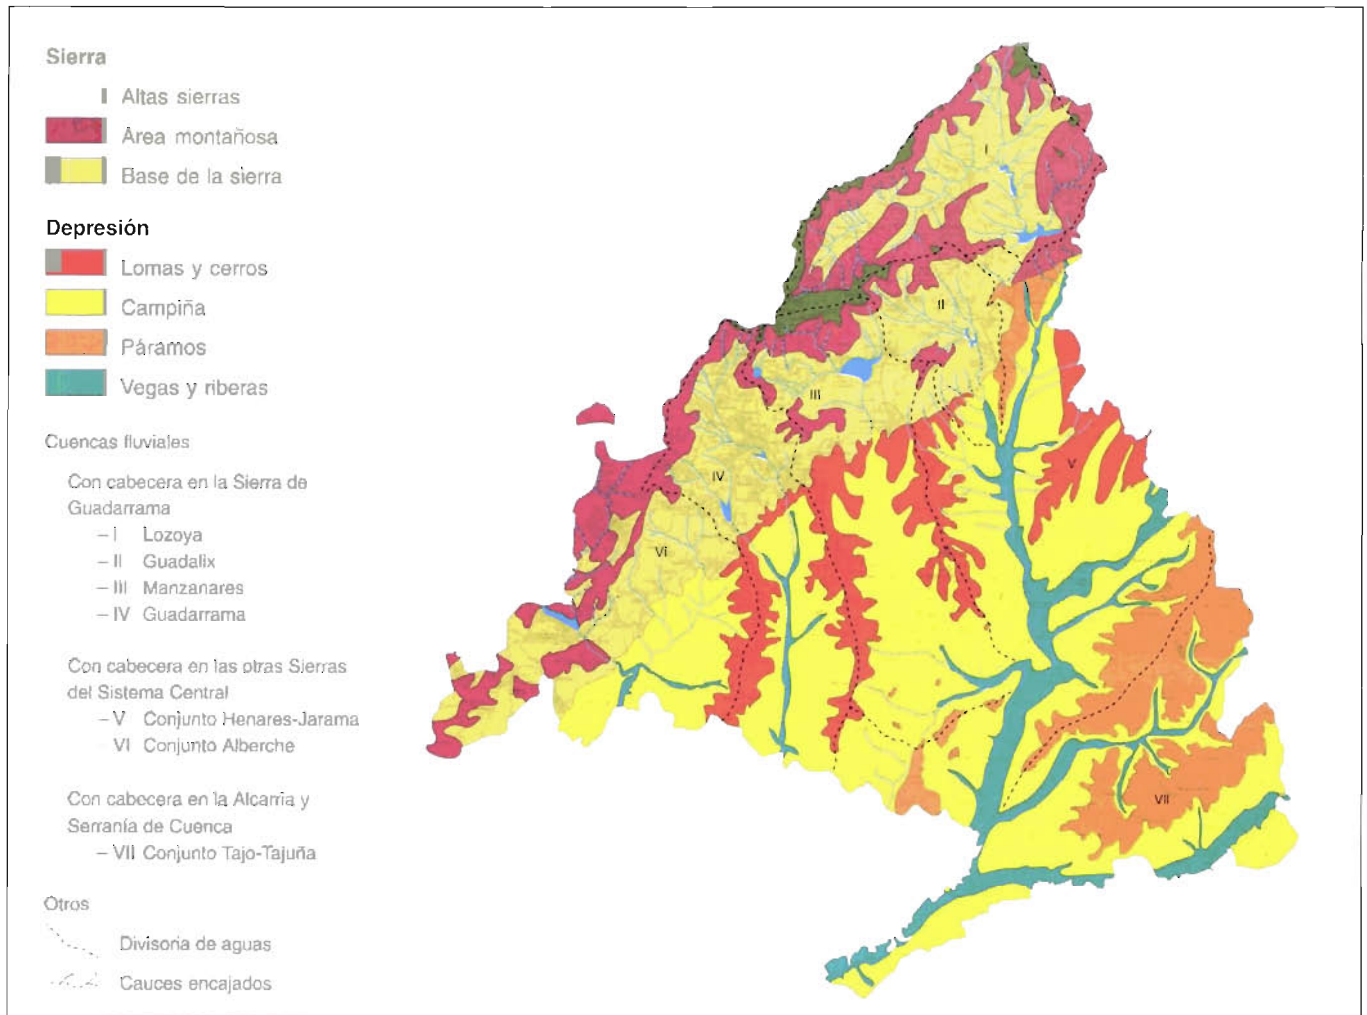 Sierra
Altas sierras
Area montañosa
Base de la sierra
Depresión
Lomas y cerros
Campiña
Páramos
Vegas y riberas
Cuencas fluviales
Con cabecera en la Sierra de
Guadarrama
– I Lozoya
– II Guadalix
– III Manzanares
– IV Guadarrama
Con cabecera en las otras Sierras
del Sistema Central
– V Conjunto Henares-Jarama
VI Conjunto Alberche
Con cabecera en la Alcarria y
Serranía de Cuenca
– VII Conjunto Tajo-Tajuña
Otros
Divisoria de aguas
Cauces encajados
I
II
III
IV
V
VI
VII